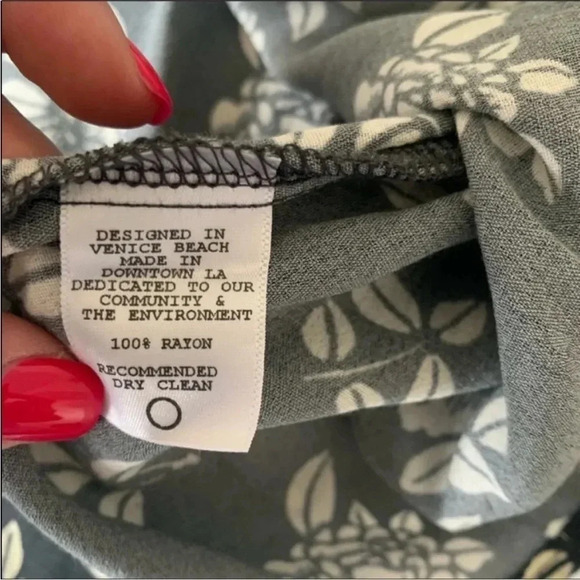 DESIGNED IN
VENICE BEACH
MADE IN
DOWNTOWN LA
DEDICATED TO OUR
COMMUNITY &
THE ENVIRONMENT
100% RAYON
RECOMMENDED
DRY CLEAN